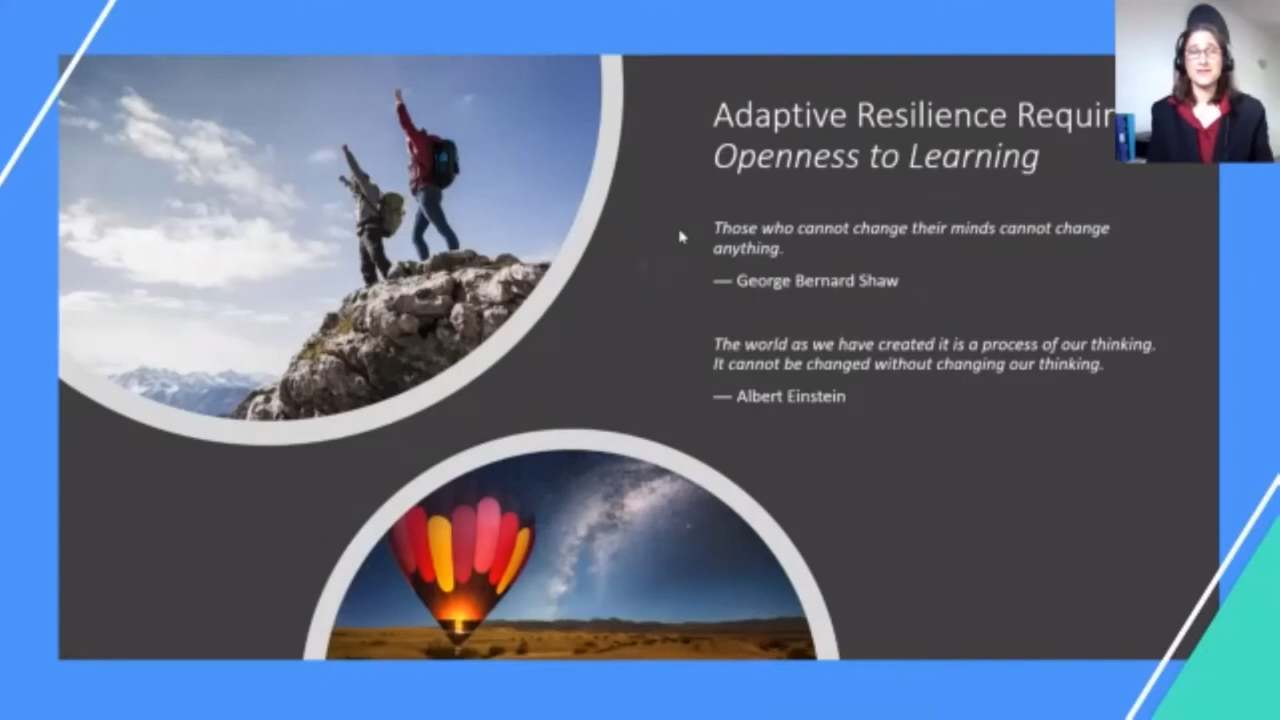 Adaptive Resilience Requir
Openness to Learning
Those who cannot change their minds cannot change
anything.
— George Bernard Shaw
The world as we have created it is a process of our thinking.
It cannot be changed without changing our thinking.
— Albert Einstein